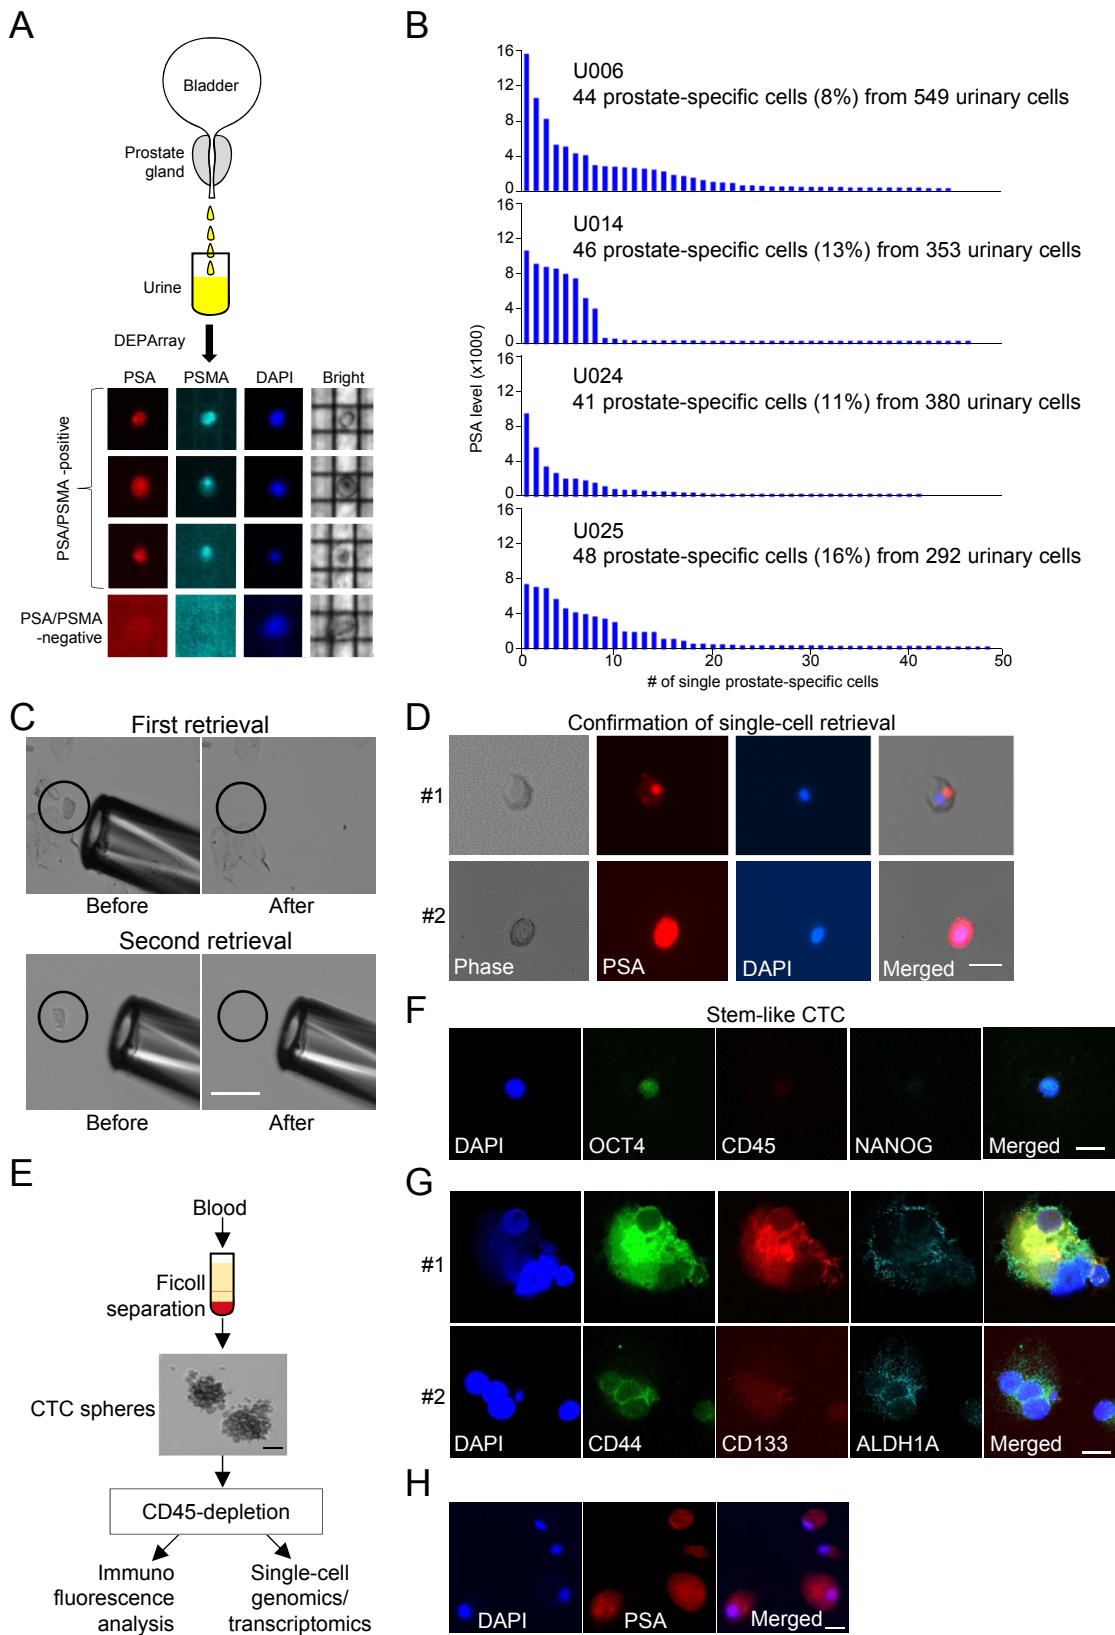 A
Bladder
Prostate
gland
Urine
DEPArray
PSA PSMA DAPI Bright
PSA/PSMA -positive
PSA/PSMA
-negative
B
PSA level (x1000)
16
12
8
4
0
U006
44 prostate-specific cells (8%) from 549 urinary cells
16
12
8
4
0
U014
46 prostate-specific cells (13%) from 353 urinary cells
16
12
8
4
0
U024
41 prostate-specific cells (11%) from 380 urinary cells
16
12
8
4
0
U025
48 prostate-specific cells (16%) from 292 urinary cells
0 10 20 30 40 50
# of single prostate-specific cells
C
First retrieval
Before After
Second retrieval
Before After
D
Confirmation of single-cell retrieval
#1
#2
Phase PSA DAPI Merged
E
Blood
Ficoll
separation
CTC spheres
CD45-depletion
Immuno
fluorescence
analysis
Single-cell
genomics/
transcriptomics
F
Stem-like CTC
DAPI OCT4 CD45 NANOG Merged
G
#1
#2
DAPI CD44 CD133 ALDH1A Merged
H
DAPI PSA Merged